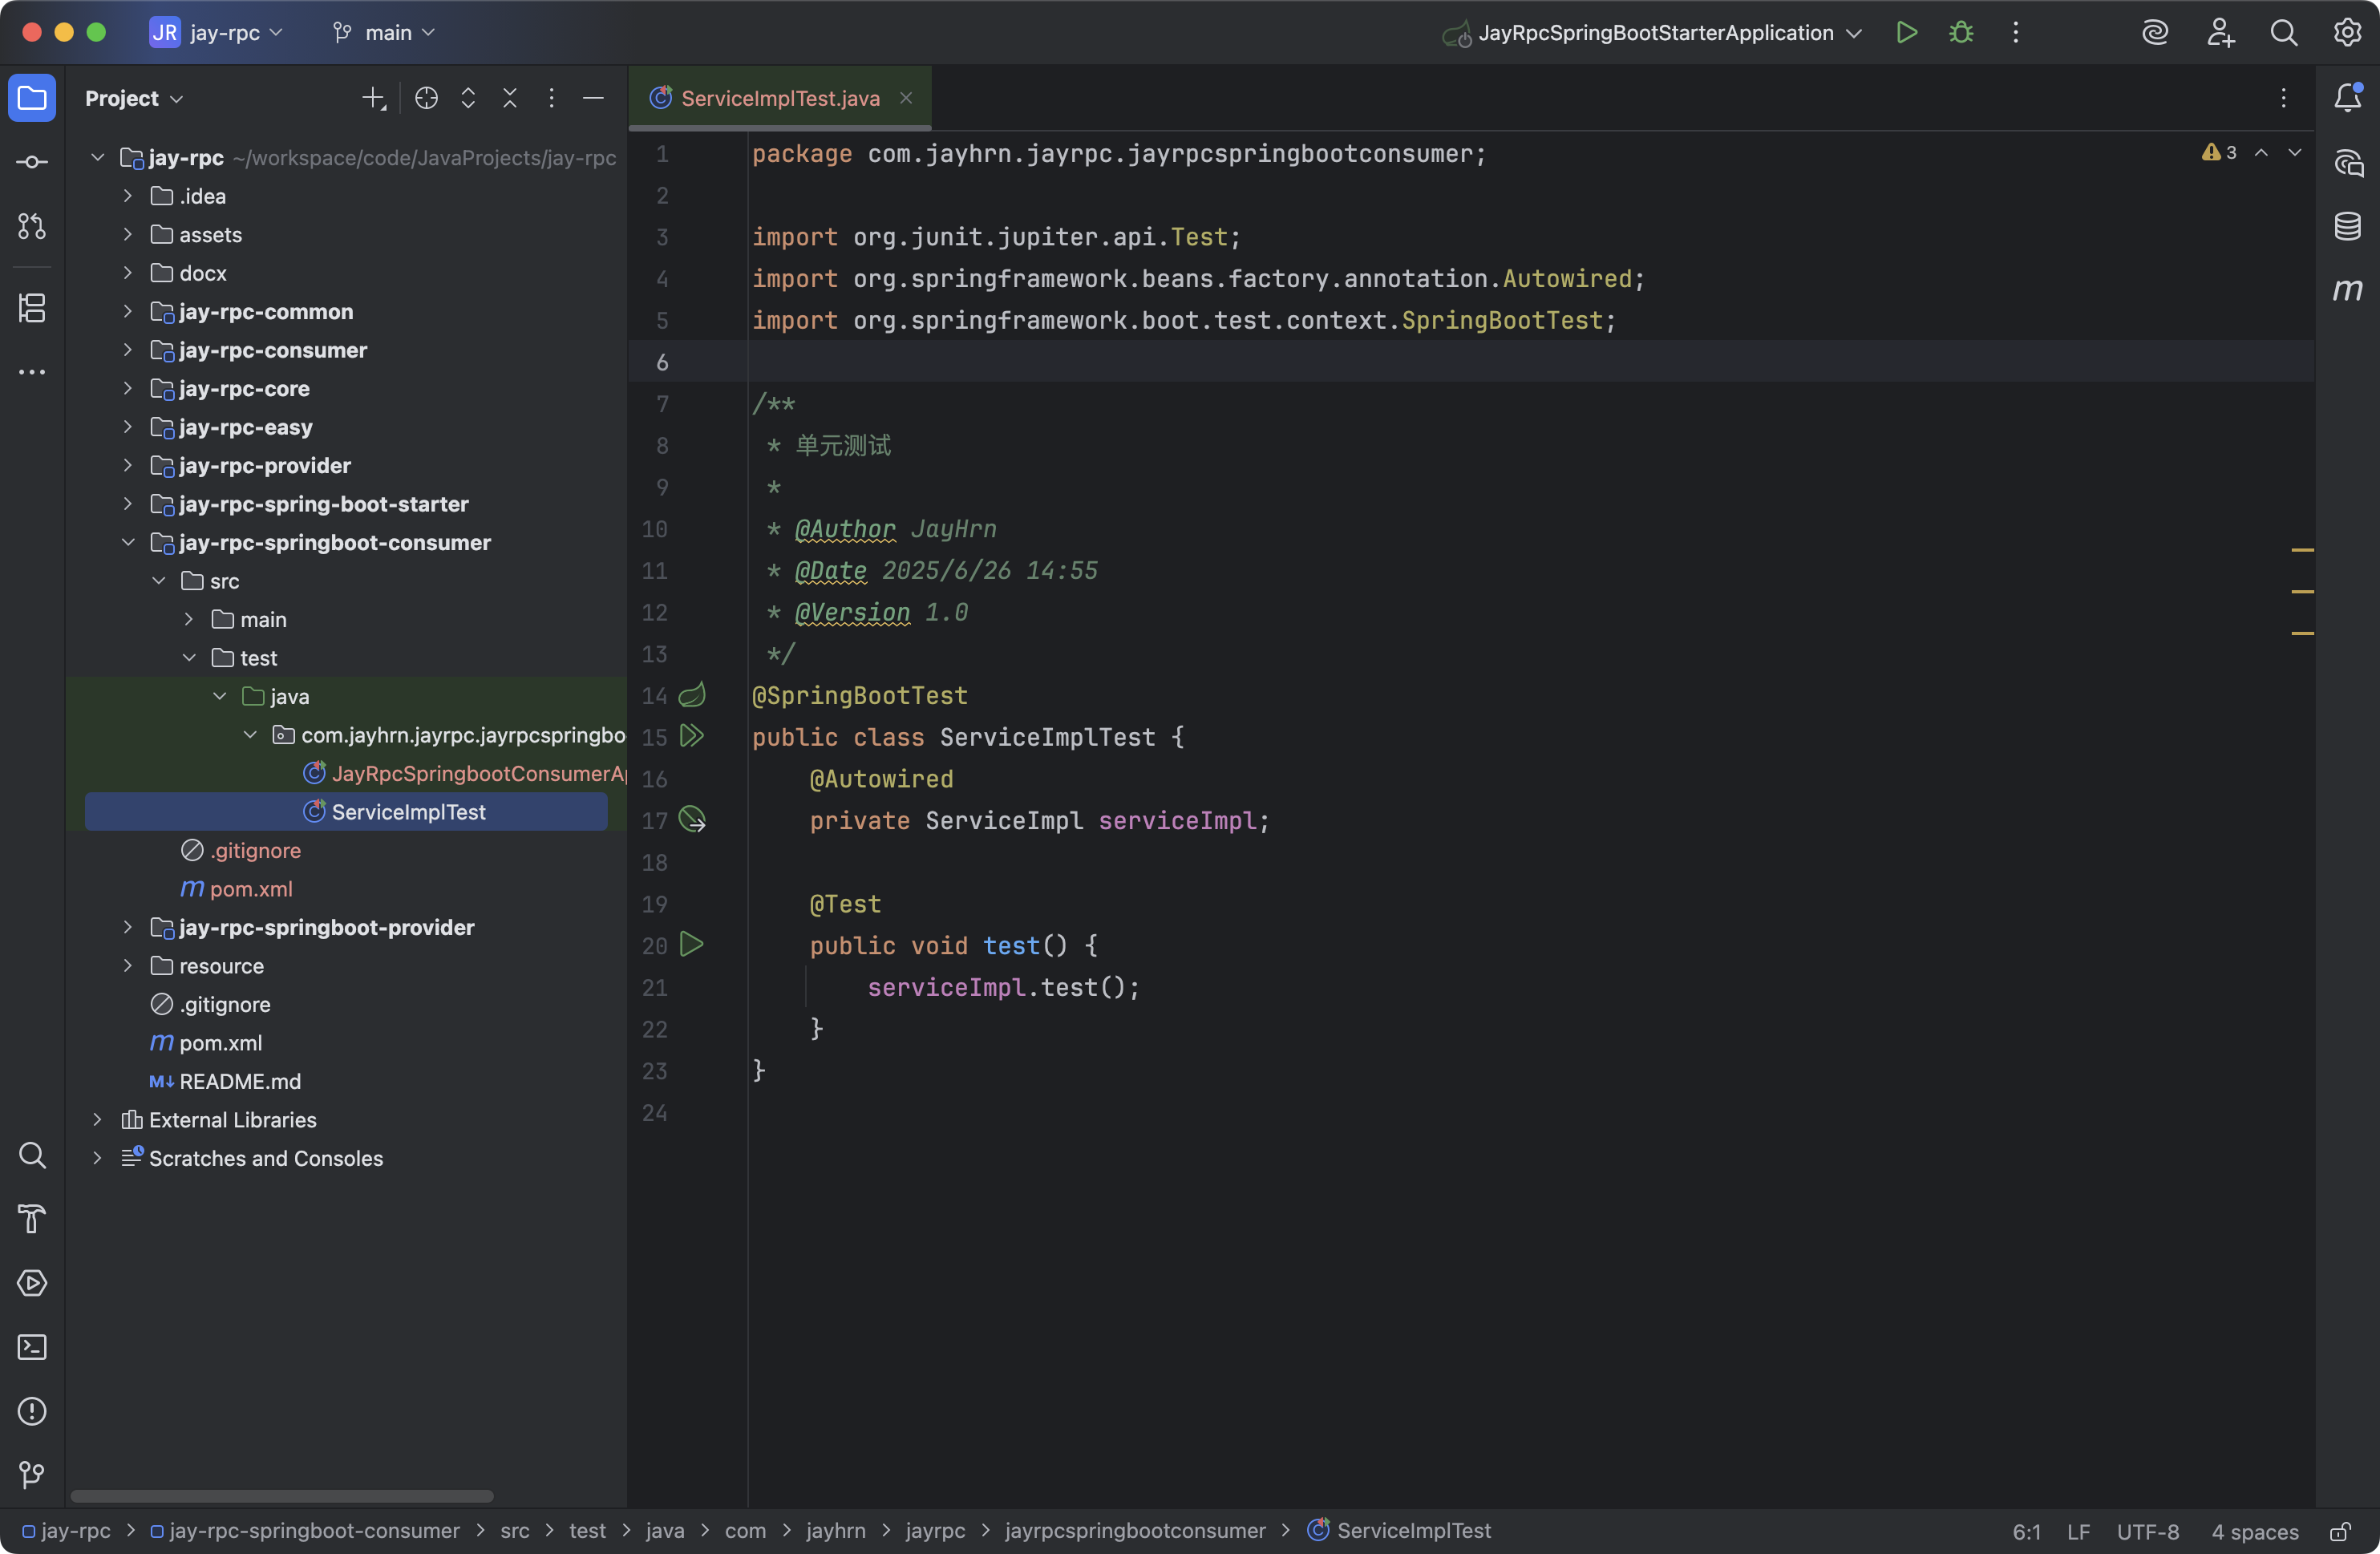 JR jay-rpc main JayRpcSpringBootStarterApplication
Project
jay-rpc ~/workspace/code/JavaProjects/jay-rpc
.idea
assets
docx
jay-rpc-common
jay-rpc-consumer
jay-rpc-core
jay-rpc-easy
jay-rpc-provider
jay-rpc-spring-boot-starter
jay-rpc-springboot-consumer
src
main
test
java
com.jayhrn.jayrpc.jayrpcspringbo
JayRpcSpringbootConsumerAp
ServiceImplTest
.gitignore
m pom.xml
jay-rpc-springboot-provider
resource
.gitignore
m pom.xml
M↓ README.md
External Libraries
Scratches and Consoles
ServiceImplTest.java
3
1 package com.jayhrn.jayrpc.jayrpcspringbootconsumer;
2
3 import org.junit.jupiter.api.Test;
4 import org.springframework.beans.factory.annotation.Autowired;
5 import org.springframework.boot.test.context.SpringBootTest;
6
7 /**
8 * 单元测试
9 *
10 * @Author JayHrn
11 * @Date 2025/6/26 14:55
12 * @Version 1.0
13 */
14 @SpringBootTest
15 public class ServiceImplTest {
16 @Autowired
17 private ServiceImpl serviceImpl;
18
19 @Test
20 public void test() {
21 serviceImpl.test();
22 }
23 }
24
m
jay-rpc > jay-rpc-springboot-consumer > src > test > java > com > jayhrn > jayrpc > jayrpcspringbootconsumer > ServiceImplTest
6:1 LF UTF-8 4 spaces